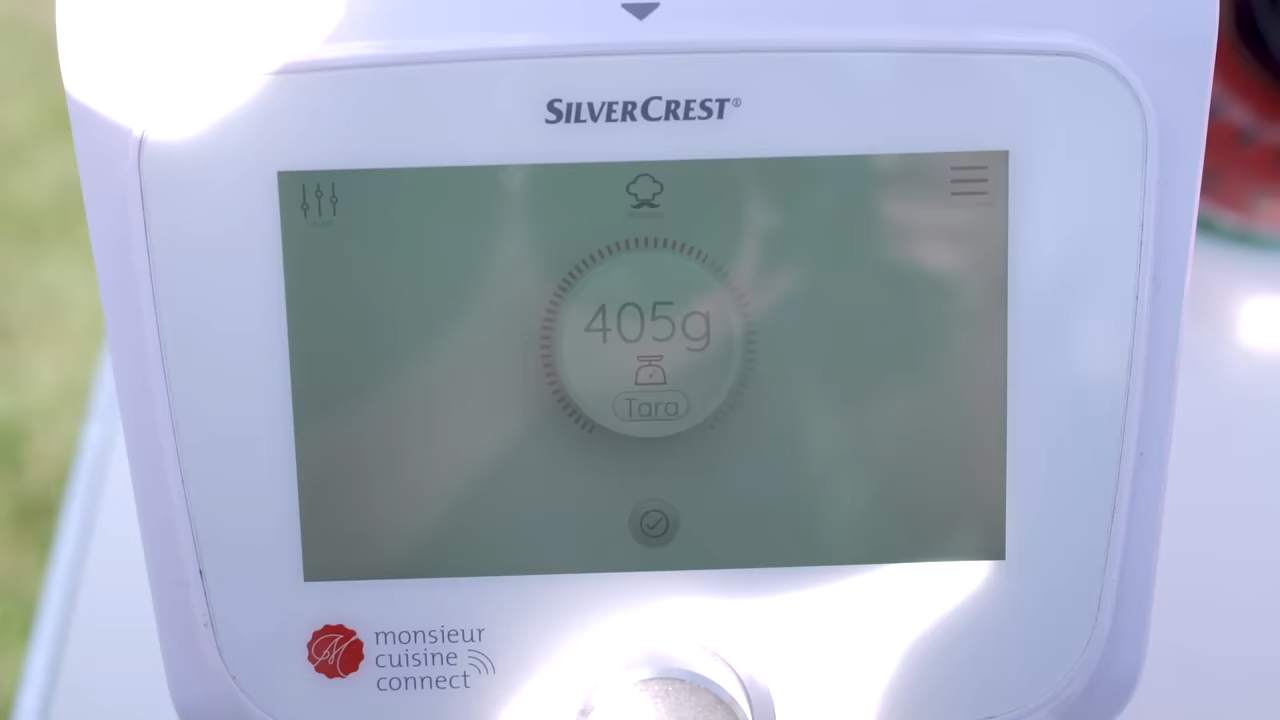 SILVERCREST®
405g
Tara
monsieur
cuisine
connect